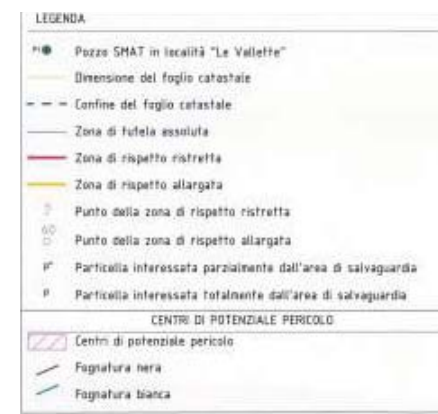 LEGENDA
Pozzo SMAT in località "Le Vallette"
Dimensione del foglio catastale
Confine del foglio catastale
Zona di tutela assoluta
Zona di rispetto ristretta
Zona di rispetto allargata
Punto della zona di rispetto ristretta
60
Punto della zona di rispetto allargata
P* Particella interessata parzialmente dall'area di salvaguardia
P Particella interessata totalmente dall'area di salvaguardia
CENTRI DI POTENZIALE PERICOLO
Centri di potenziale pericolo
Fognatura nera
Fognatura bianca